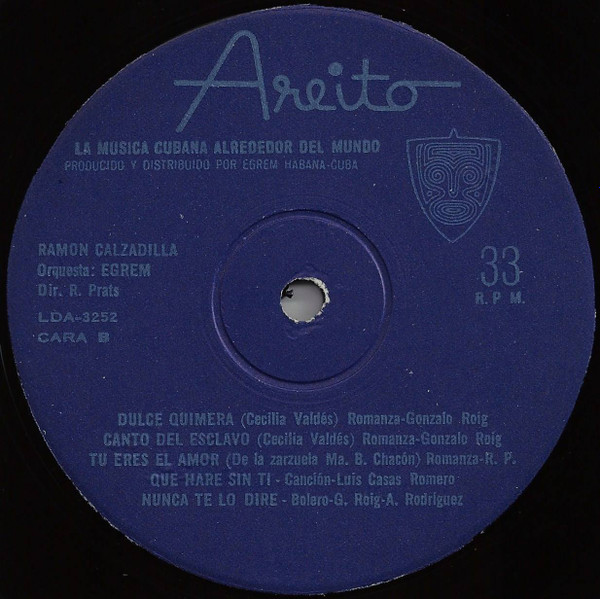 Areito
LA MUSICA CUBANA ALREDEDOR DEL MUNDO
PRODUCIDO Y DISTRIBUIDO POR EGREM HABANA-CUBA
RAMON CALZADILLA
Orquesta: EGREM
Dir. R. Prats
LDA-3252
CARA B
33
R. P. M.
DULCE QUIMERA (Cecilia Valdés) Romanza-Gonzalo Roig
CANTO DEL ESCLAVO (Cecilia Valdés) Romanza-Gonzalo Roig
TU ERES EL AMOR (De la zarzuela Ma. B. Chacón) Romanza-R. P.
QUE HARE SIN TI - Canción-Luis Casas Romero
NUNCA TE LO DIRE - Bolero-G. Roig-A. Rodríguez